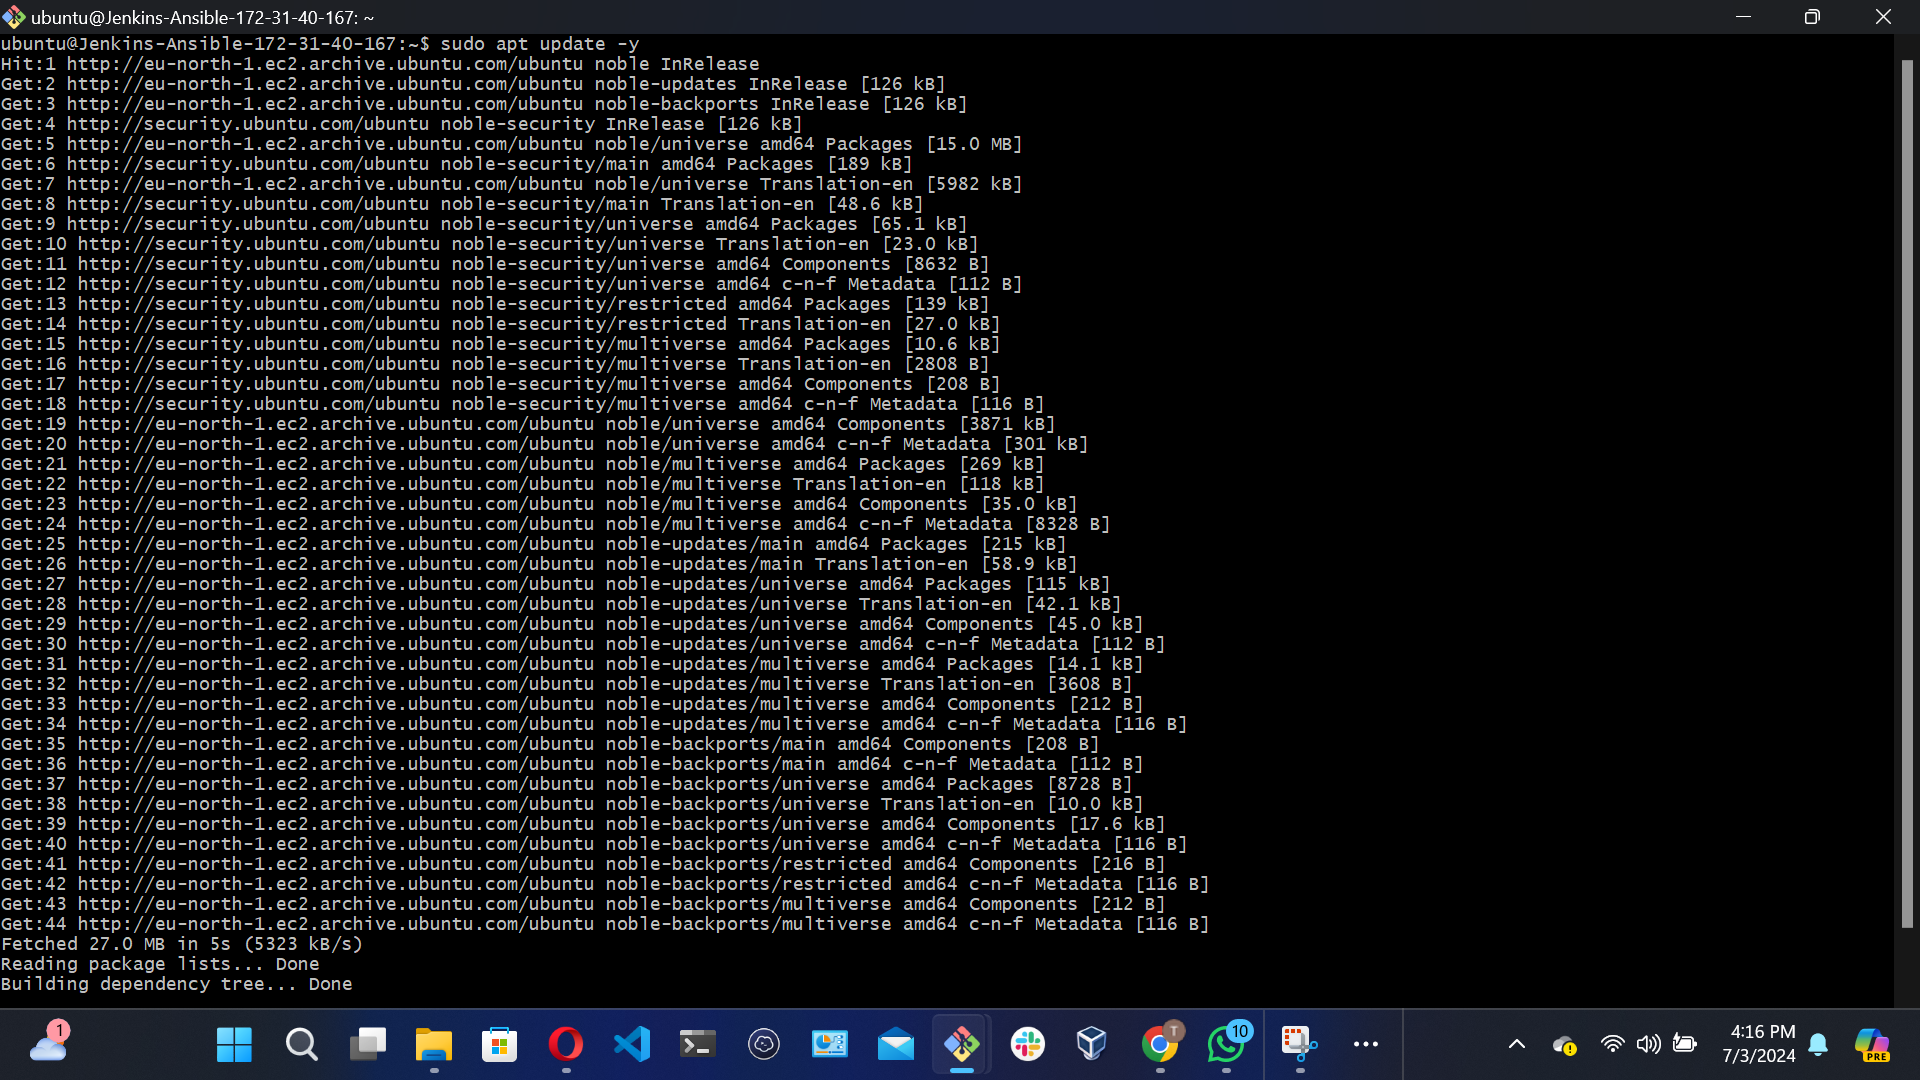 ubuntu@Jenkins-Ansible-172-31-40-167: ~
ubuntu@Jenkins-Ansible-172-31-40-167:~$ sudo apt update -y
Hit:1 http://eu-north-1.ec2.archive.ubuntu.com/ubuntu noble InRelease
Get:2 http://eu-north-1.ec2.archive.ubuntu.com/ubuntu noble-updates InRelease [126 kB]
Get:3 http://eu-north-1.ec2.archive.ubuntu.com/ubuntu noble-backports InRelease [126 kB]
Get:4 http://security.ubuntu.com/ubuntu noble-security InRelease [126 kB]
Get:5 http://eu-north-1.ec2.archive.ubuntu.com/ubuntu noble/universe amd64 Packages [15.0 MB]
Get:6 http://security.ubuntu.com/ubuntu noble-security/main amd64 Packages [189 kB]
Get:7 http://eu-north-1.ec2.archive.ubuntu.com/ubuntu noble/universe Translation-en [5982 kB]
Get:8 http://security.ubuntu.com/ubuntu noble-security/main Translation-en [48.6 kB]
Get:9 http://security.ubuntu.com/ubuntu noble-security/universe amd64 Packages [65.1 kB]
Get:10 http://security.ubuntu.com/ubuntu noble-security/universe Translation-en [23.0 kB]
Get:11 http://security.ubuntu.com/ubuntu noble-security/universe amd64 Components [8632 B]
Get:12 http://security.ubuntu.com/ubuntu noble-security/universe amd64 c-n-f Metadata [112 B]
Get:13 http://security.ubuntu.com/ubuntu noble-security/restricted amd64 Packages [139 kB]
Get:14 http://security.ubuntu.com/ubuntu noble-security/restricted Translation-en [27.0 kB]
Get:15 http://security.ubuntu.com/ubuntu noble-security/multiverse amd64 Packages [10.6 kB]
Get:16 http://security.ubuntu.com/ubuntu noble-security/multiverse Translation-en [2808 B]
Get:17 http://security.ubuntu.com/ubuntu noble-security/multiverse amd64 Components [208 B]
Get:18 http://security.ubuntu.com/ubuntu noble-security/multiverse amd64 c-n-f Metadata [116 B]
Get:19 http://eu-north-1.ec2.archive.ubuntu.com/ubuntu noble/universe amd64 Components [3871 kB]
Get:20 http://eu-north-1.ec2.archive.ubuntu.com/ubuntu noble/universe amd64 c-n-f Metadata [301 kB]
Get:21 http://eu-north-1.ec2.archive.ubuntu.com/ubuntu noble/multiverse amd64 Packages [269 kB]
Get:22 http://eu-north-1.ec2.archive.ubuntu.com/ubuntu noble/multiverse Translation-en [118 kB]
Get:23 http://eu-north-1.ec2.archive.ubuntu.com/ubuntu noble/multiverse amd64 Components [35.0 kB]
Get:24 http://eu-north-1.ec2.archive.ubuntu.com/ubuntu noble/multiverse amd64 c-n-f Metadata [8328 B]
Get:25 http://eu-north-1.ec2.archive.ubuntu.com/ubuntu noble-updates/main amd64 Packages [215 kB]
Get:26 http://eu-north-1.ec2.archive.ubuntu.com/ubuntu noble-updates/main Translation-en [58.9 kB]
Get:27 http://eu-north-1.ec2.archive.ubuntu.com/ubuntu noble-updates/universe amd64 Packages [115 kB]
Get:28 http://eu-north-1.ec2.archive.ubuntu.com/ubuntu noble-updates/universe Translation-en [42.1 kB]
Get:29 http://eu-north-1.ec2.archive.ubuntu.com/ubuntu noble-updates/universe amd64 Components [45.0 kB]
Get:30 http://eu-north-1.ec2.archive.ubuntu.com/ubuntu noble-updates/universe amd64 c-n-f Metadata [112 B]
Get:31 http://eu-north-1.ec2.archive.ubuntu.com/ubuntu noble-updates/multiverse amd64 Packages [14.1 kB]
Get:32 http://eu-north-1.ec2.archive.ubuntu.com/ubuntu noble-updates/multiverse Translation-en [3608 B]
Get:33 http://eu-north-1.ec2.archive.ubuntu.com/ubuntu noble-updates/multiverse amd64 Components [212 B]
Get:34 http://eu-north-1.ec2.archive.ubuntu.com/ubuntu noble-updates/multiverse amd64 c-n-f Metadata [116 B]
Get:35 http://eu-north-1.ec2.archive.ubuntu.com/ubuntu noble-backports/main amd64 Components [208 B]
Get:36 http://eu-north-1.ec2.archive.ubuntu.com/ubuntu noble-backports/main amd64 c-n-f Metadata [112 B]
Get:37 http://eu-north-1.ec2.archive.ubuntu.com/ubuntu noble-backports/universe amd64 Packages [8728 B]
Get:38 http://eu-north-1.ec2.archive.ubuntu.com/ubuntu noble-backports/universe Translation-en [10.0 kB]
Get:39 http://eu-north-1.ec2.archive.ubuntu.com/ubuntu noble-backports/universe amd64 Components [17.6 kB]
Get:40 http://eu-north-1.ec2.archive.ubuntu.com/ubuntu noble-backports/universe amd64 c-n-f Metadata [116 B]
Get:41 http://eu-north-1.ec2.archive.ubuntu.com/ubuntu noble-backports/restricted amd64 Components [216 B]
Get:42 http://eu-north-1.ec2.archive.ubuntu.com/ubuntu noble-backports/restricted amd64 c-n-f Metadata [116 B]
Get:43 http://eu-north-1.ec2.archive.ubuntu.com/ubuntu noble-backports/multiverse amd64 Components [212 B]
Get:44 http://eu-north-1.ec2.archive.ubuntu.com/ubuntu noble-backports/multiverse amd64 c-n-f Metadata [116 B]
Fetched 27.0 MB in 5s (5323 kB/s)
Reading package lists... Done
Building dependency tree... Done
1
T
10
4:16 PM
7/3/2024
PRE